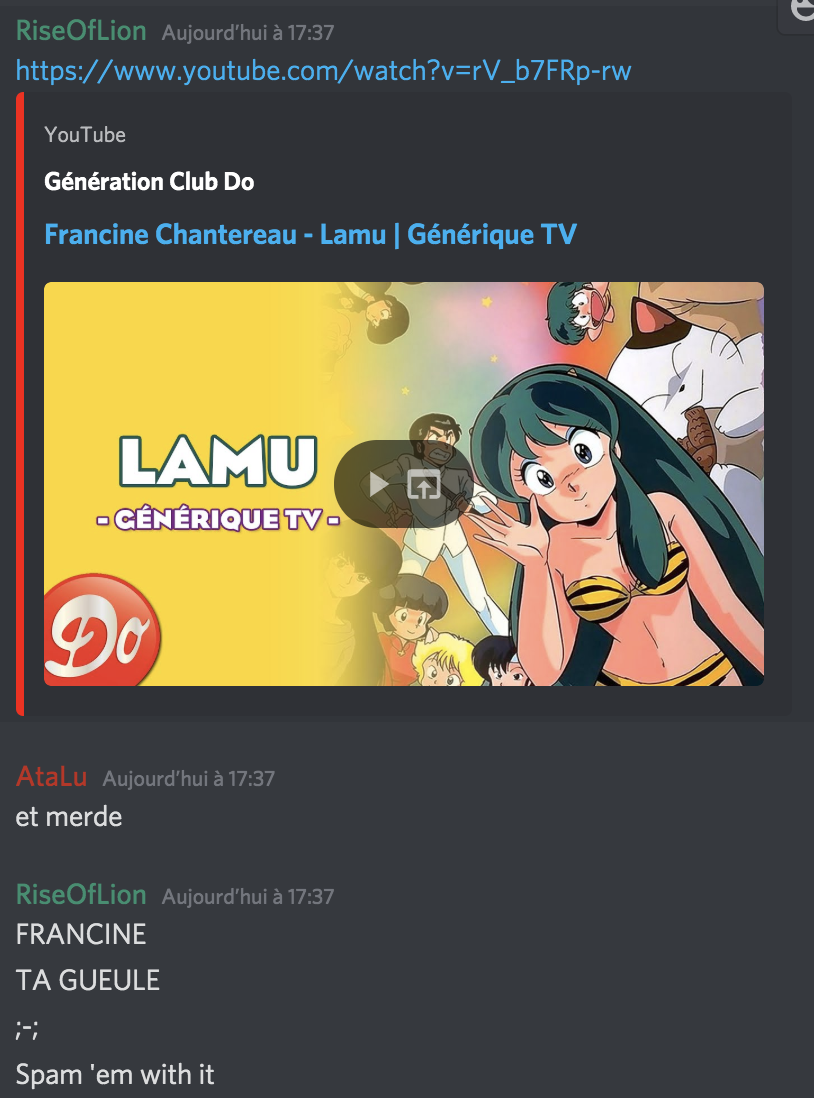 RiseOfLion Aujourd'hui à 17:37
https://www.youtube.com/watch?v=rV_b7FRp-rw
YouTube
Génération Club Do
Francine Chantereau - Lamu | Générique TV
LAMU
- GÉNÉRIQUE TV -
Do
AtaLu Aujourd'hui à 17:37
et merde
RiseOfLion Aujourd'hui à 17:37
FRANCINE
TA GUEULE
;-;
Spam 'em with it